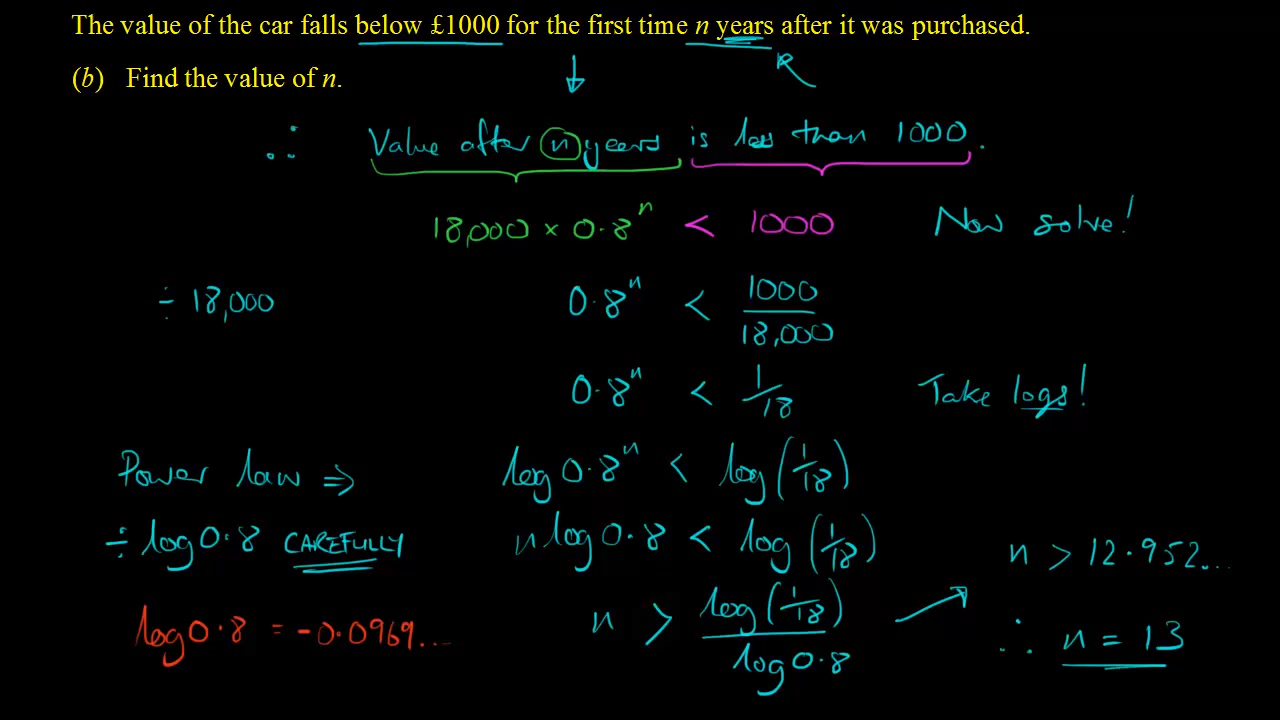 The value of the car falls below £1000 for the first time n years after it was purchased.
(b) Find the value of n.
∴ Value after n years is less than 1000.
18,000 × 0.8ⁿ < 1000 Now solve!
÷ 18,000 0.8ⁿ < 1000/18,000
0.8ⁿ < 1/18 Take logs!
Power law ⇒ log 0.8ⁿ < log(1/18)
÷ log 0.8 CAREFULLY n log 0.8 < log(1/18) n > 12.952...
log 0.8 = -0.0969... n > log(1/18)/log 0.8 ∴ n = 13